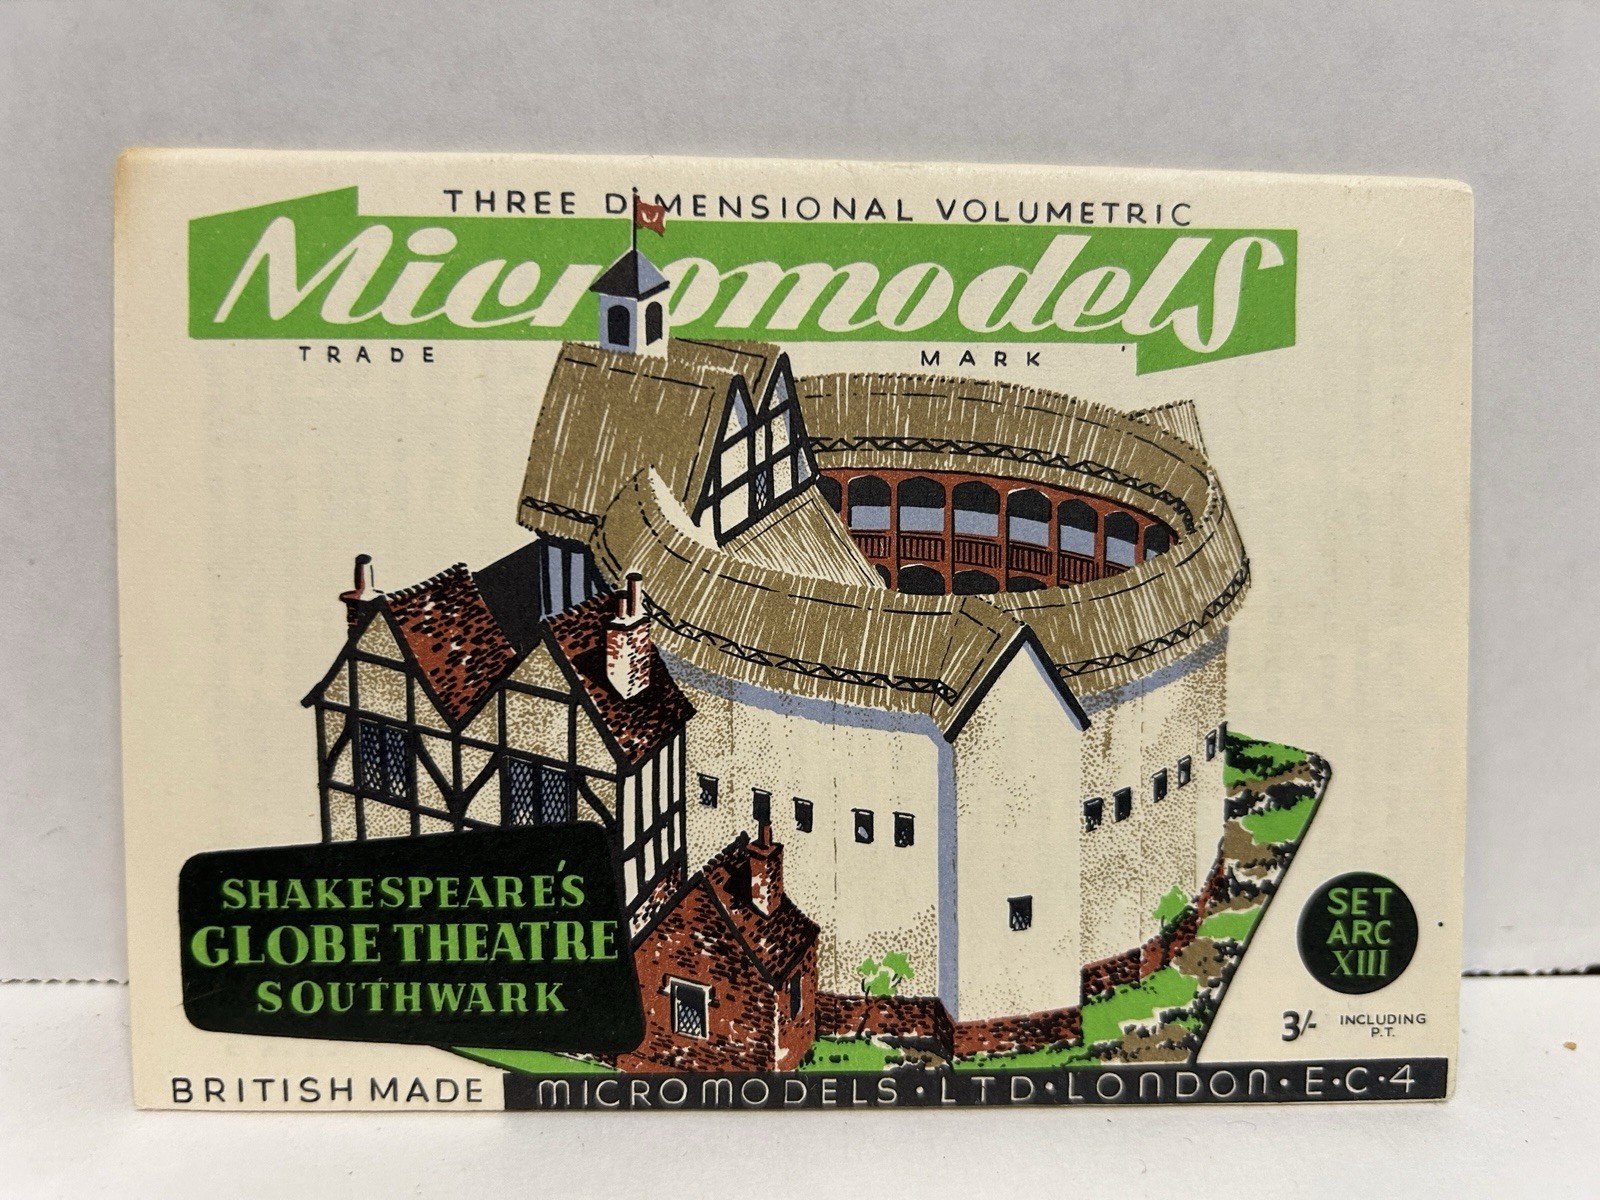 THREE DIMENSIONAL VOLUMETRIC
Micromodels
TRADE MARK
SHAKESPEARE'S
GLOBE THEATRE
SOUTHWARK
SET
ARC
XIII
3/- INCLUDING
P.T.
BRITISH MADE MICROMODELS·LTD·LONDON·E·C·4